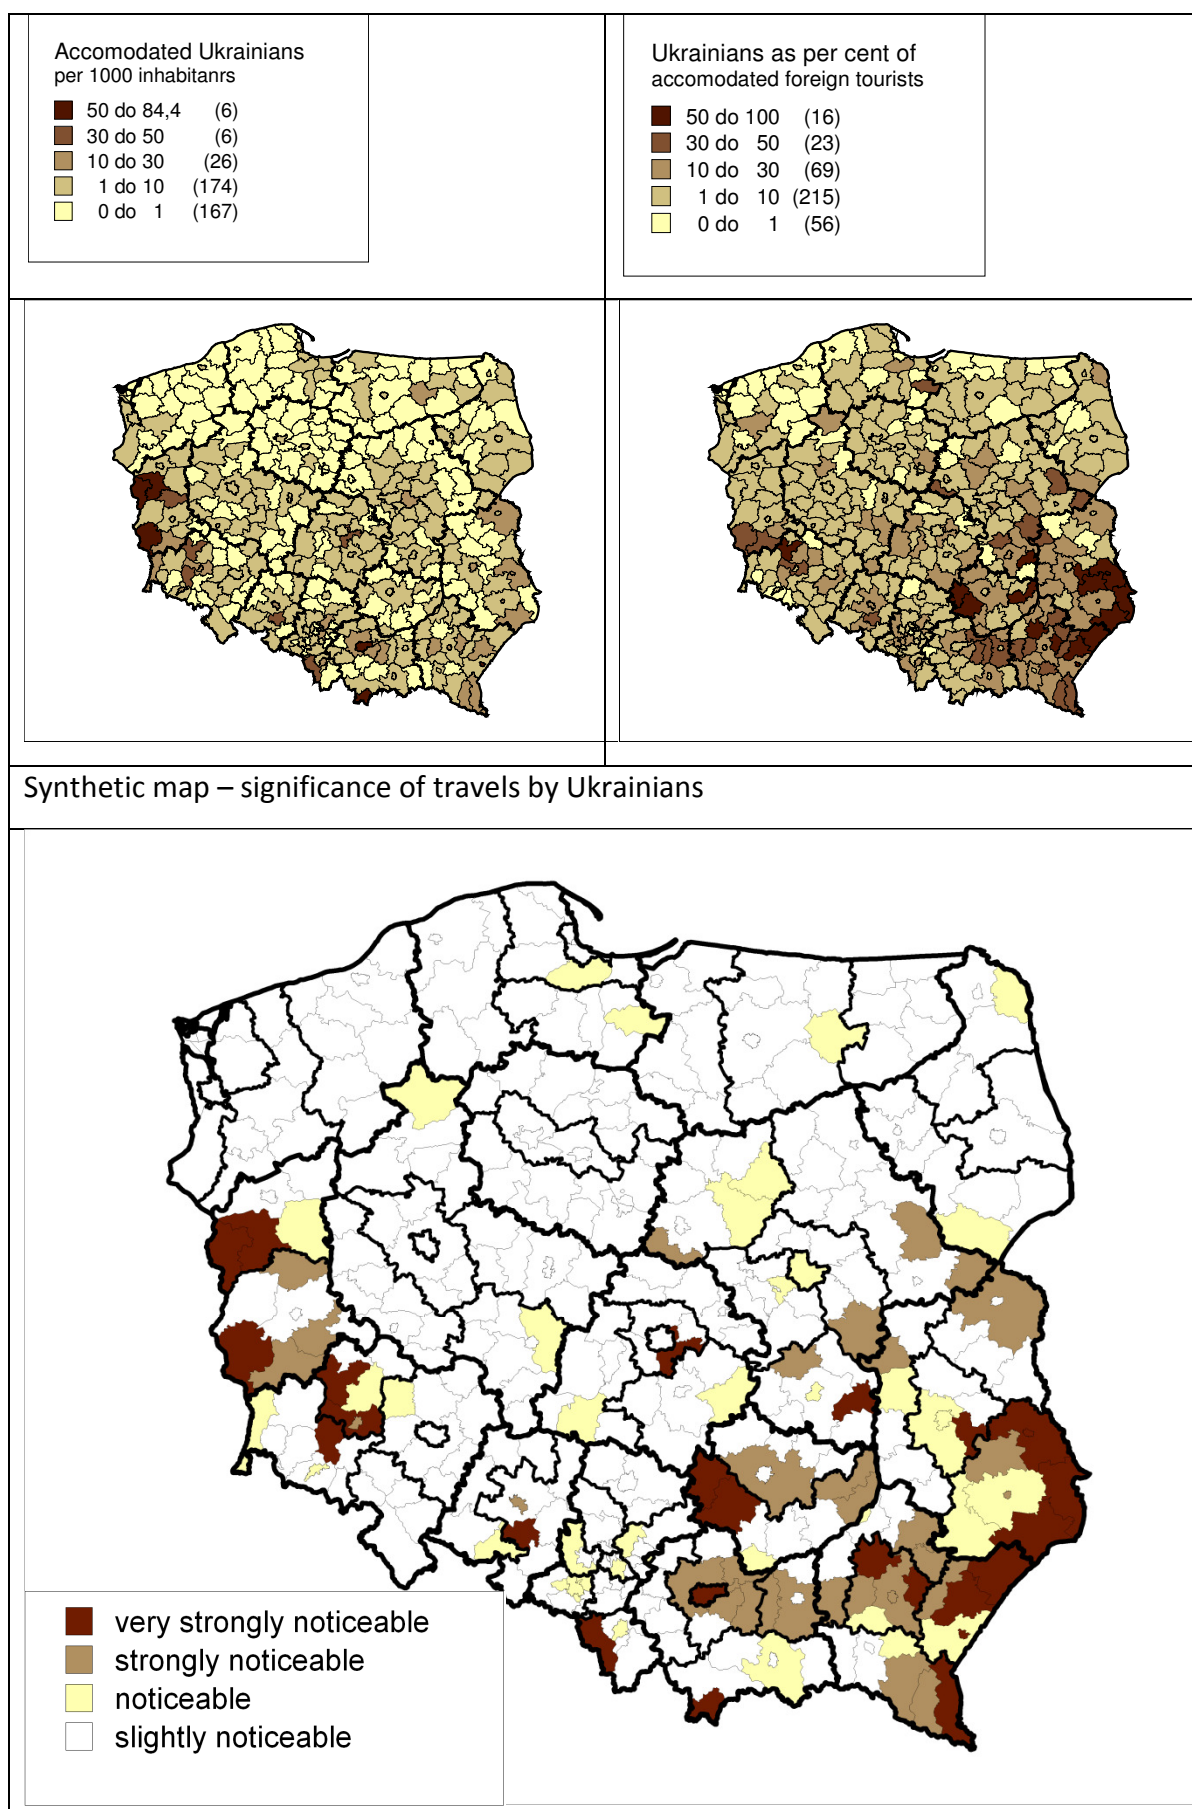 Accomodated Ukrainians
per 1000 inhabitanrs
50 do 84,4 (6)
30 do 50 (6)
10 do 30 (26)
1 do 10 (174)
0 do 1 (167)
Ukrainians as per cent of
accomodated foreign tourists
50 do 100 (16)
30 do 50 (23)
10 do 30 (69)
1 do 10 (215)
0 do 1 (56)
Synthetic map – significance of travels by Ukrainians
very strongly noticeable
strongly noticeable
noticeable
slightly noticeable